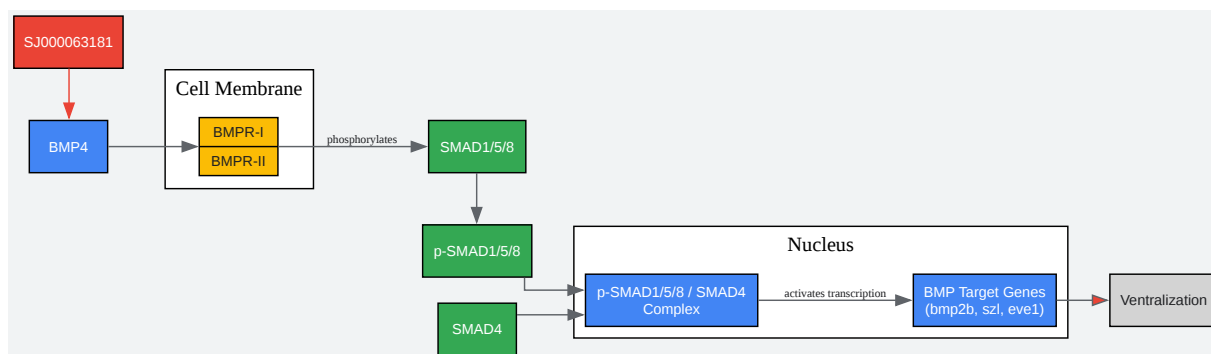 SJ000063181
Cell Membrane
BMPR-I
BMPR-II
BMP4
phosphorylates
SMAD1/5/8
p-SMAD1/5/8
SMAD4
Nucleus
p-SMAD1/5/8 / SMAD4
Complex
activates transcription
BMP Target Genes
(bmp2b, szl, eve1)
Ventralization